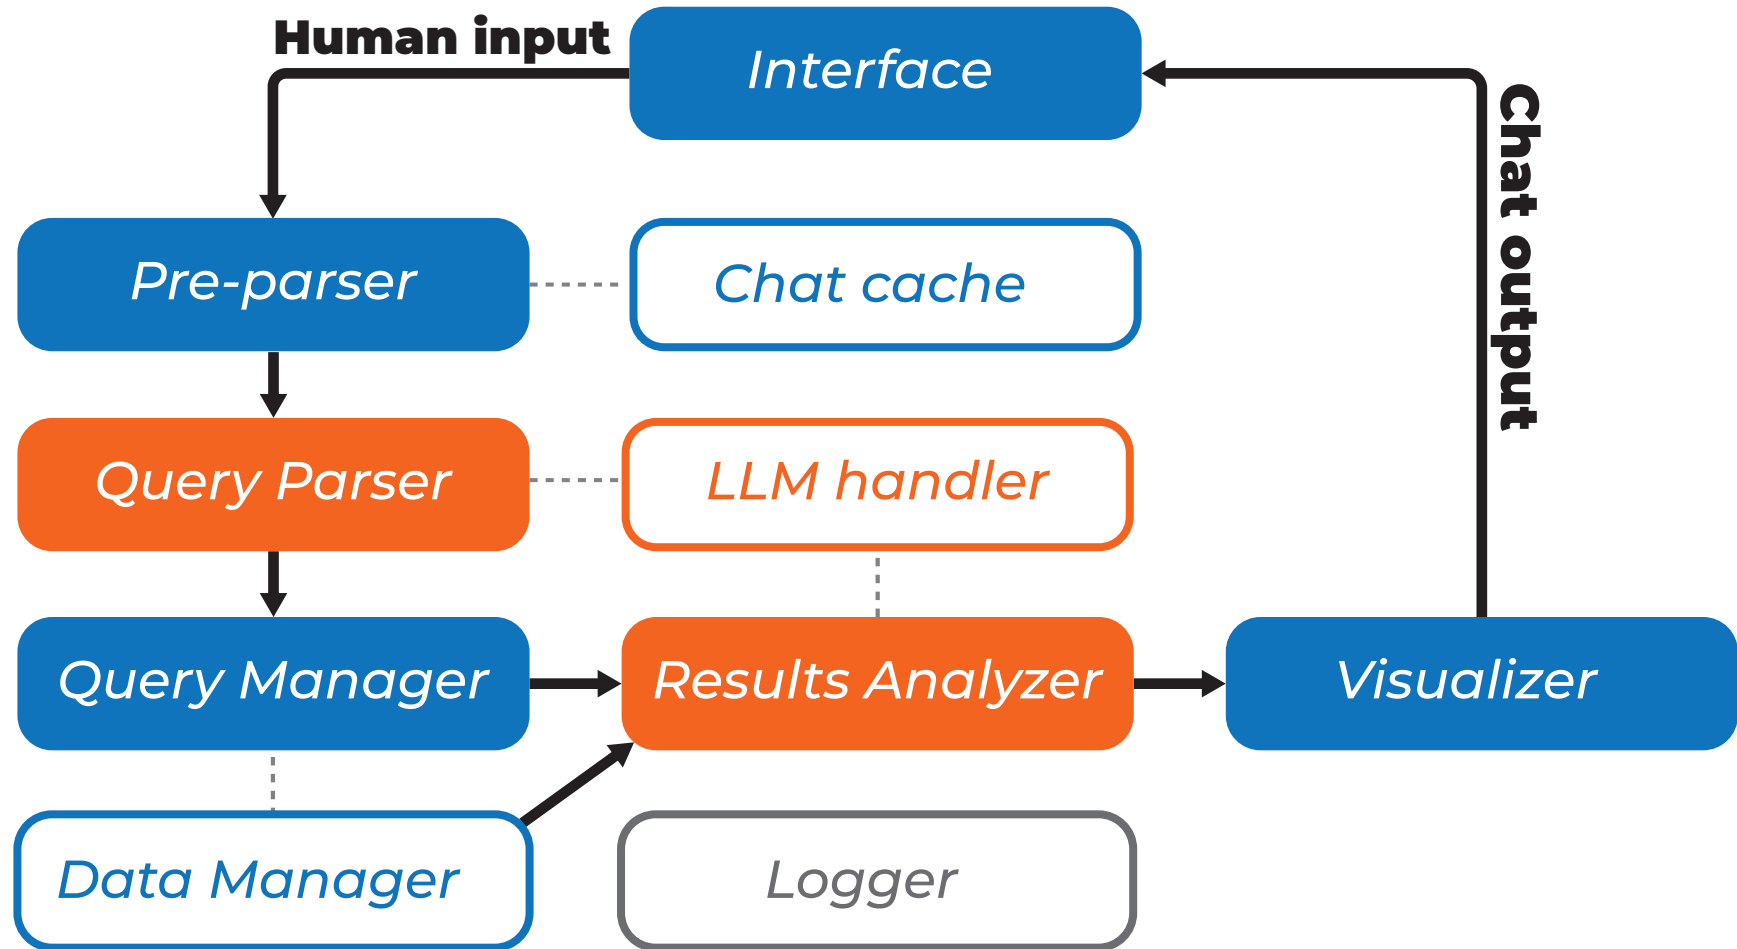 Human input
Interface
Chat output
Pre-parser
Chat cache
Query Parser
LLM handler
Query Manager
Results Analyzer
Visualizer
Data Manager
Logger